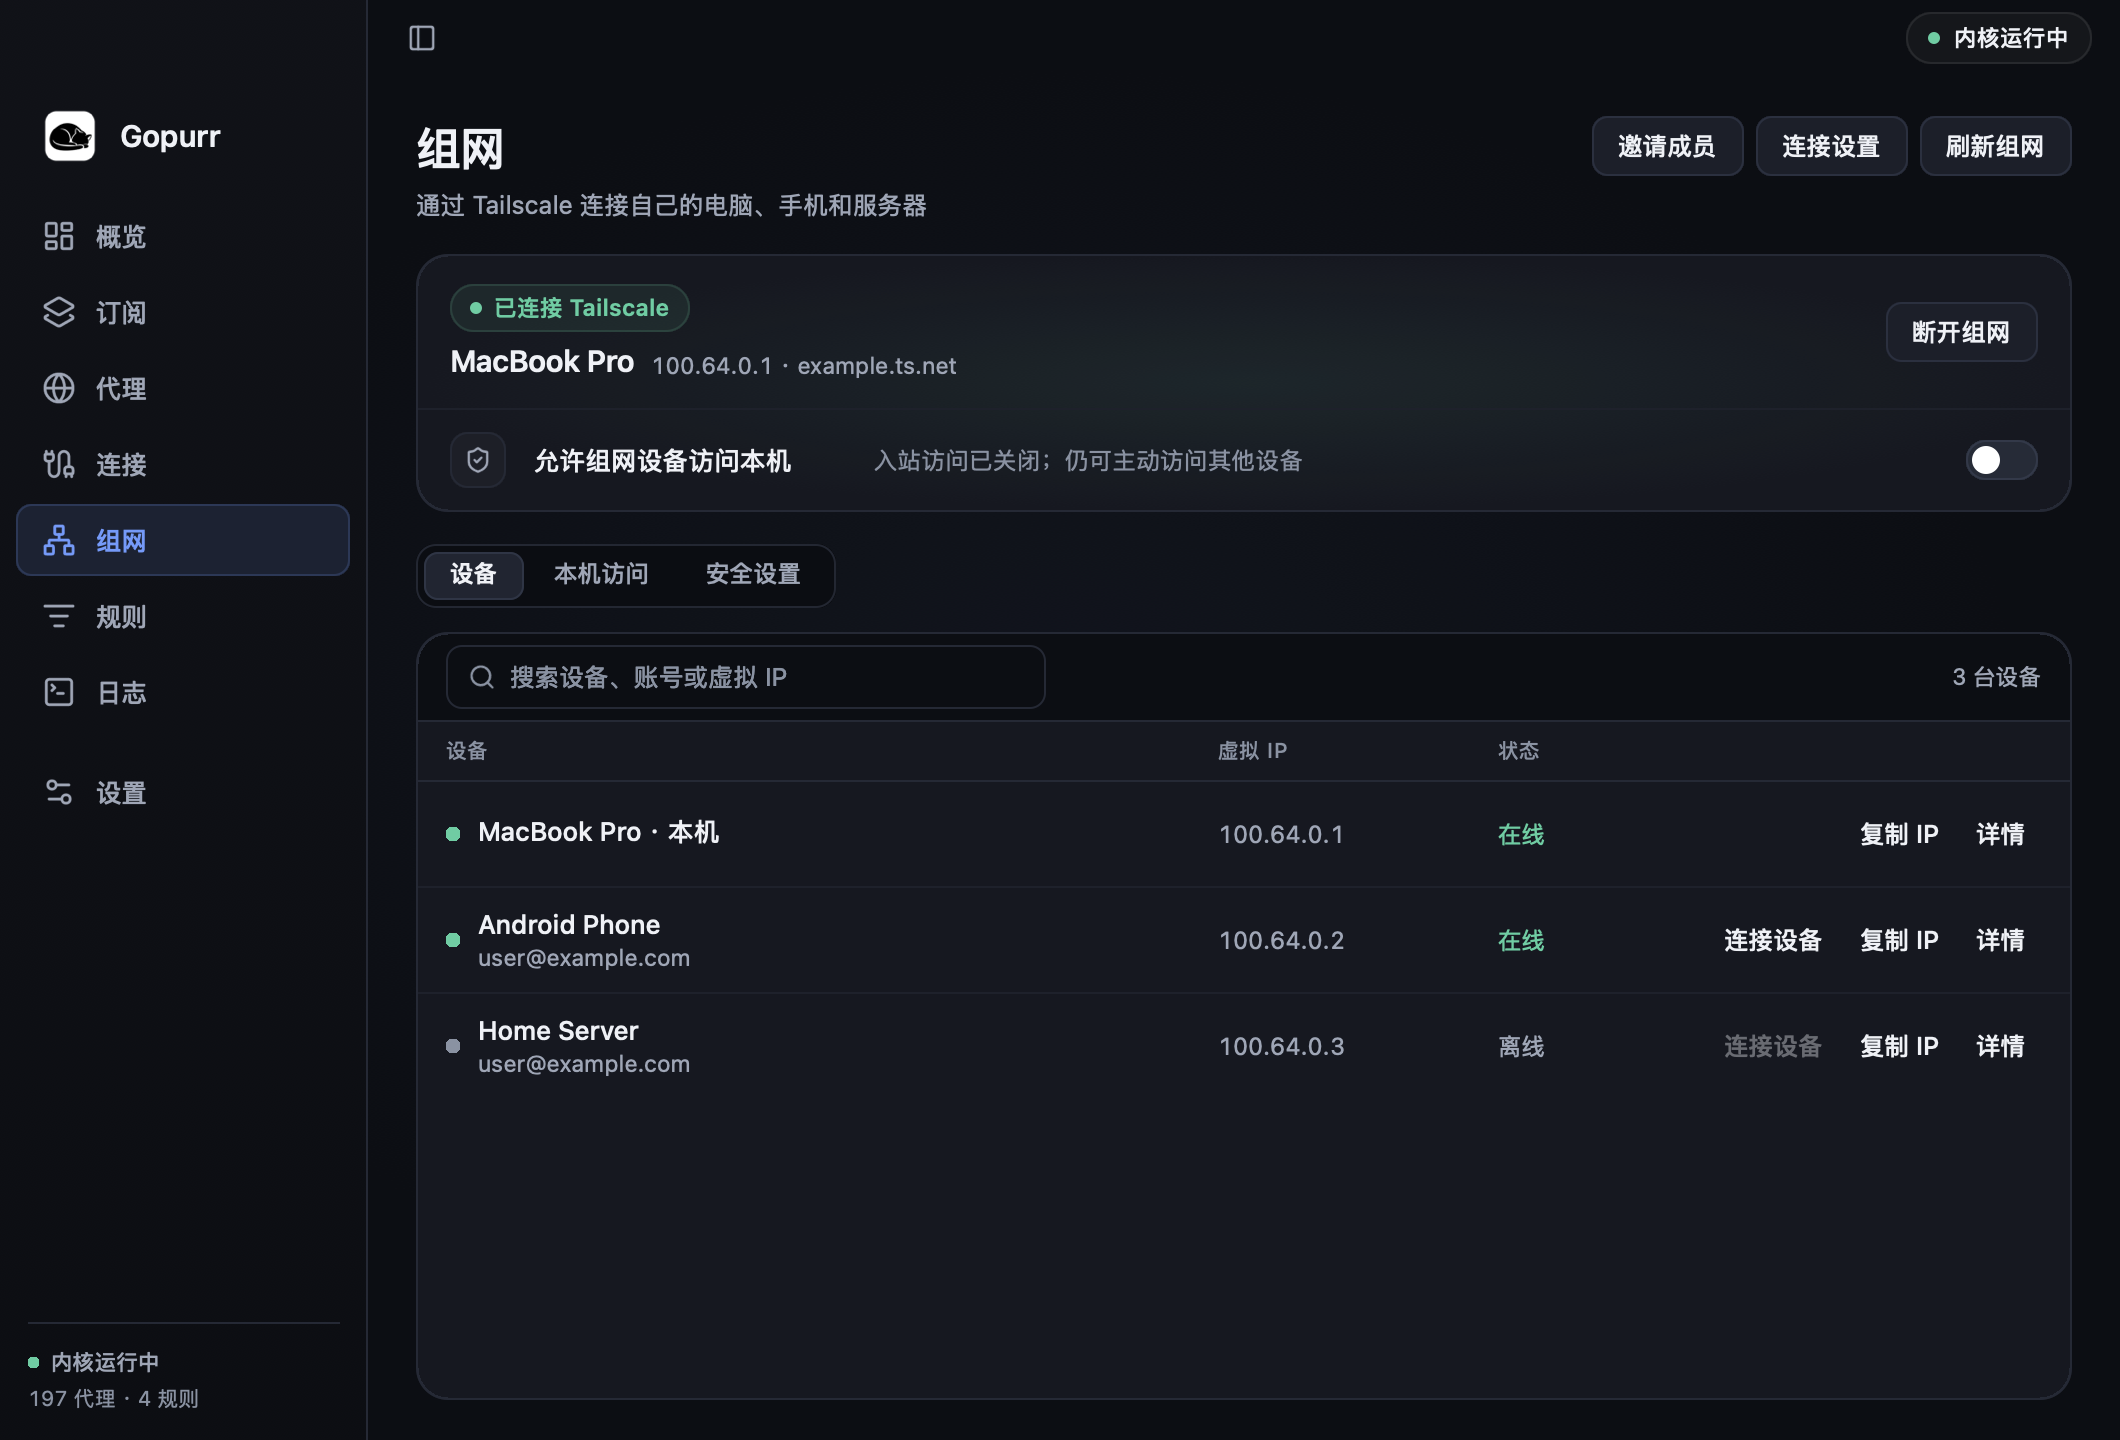 内核运行中
Gopurr
概览
订阅
代理
连接
组网
规则
日志
设置
内核运行中
197 代理 · 4 规则
组网
通过 Tailscale 连接自己的电脑、手机和服务器
邀请成员 连接设置 刷新组网
已连接 Tailscale
MacBook Pro 100.64.0.1 · example.ts.net
断开组网
允许组网设备访问本机 入站访问已关闭；仍可主动访问其他设备
设备 本机访问 安全设置
搜索设备、账号或虚拟 IP 3 台设备
设备 虚拟 IP 状态
MacBook Pro · 本机 100.64.0.1 在线 复制 IP 详情
Android Phone
user@example.com
100.64.0.2 在线 连接设备 复制 IP 详情
Home Server
user@example.com
100.64.0.3 离线 连接设备 复制 IP 详情